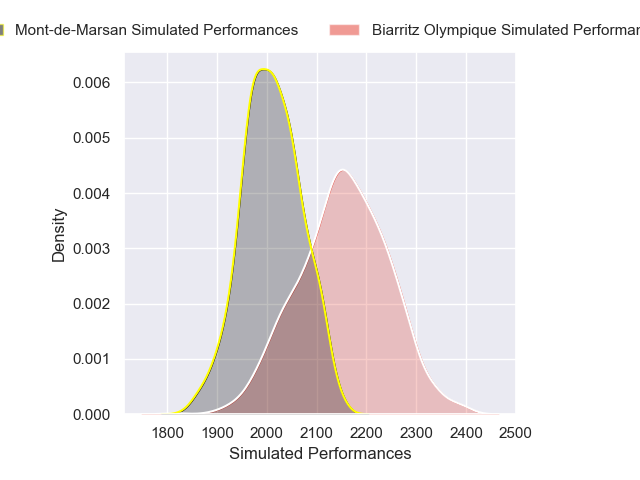 Mont-de-Marsan Simulated Performances
Biarritz Olympique Simulated
0.006
0.005
0.004
0.003
0.002
0.001
0.000
Density
1800 1900 2000 2100 2200 2300 2400 2500
Simulated Performances